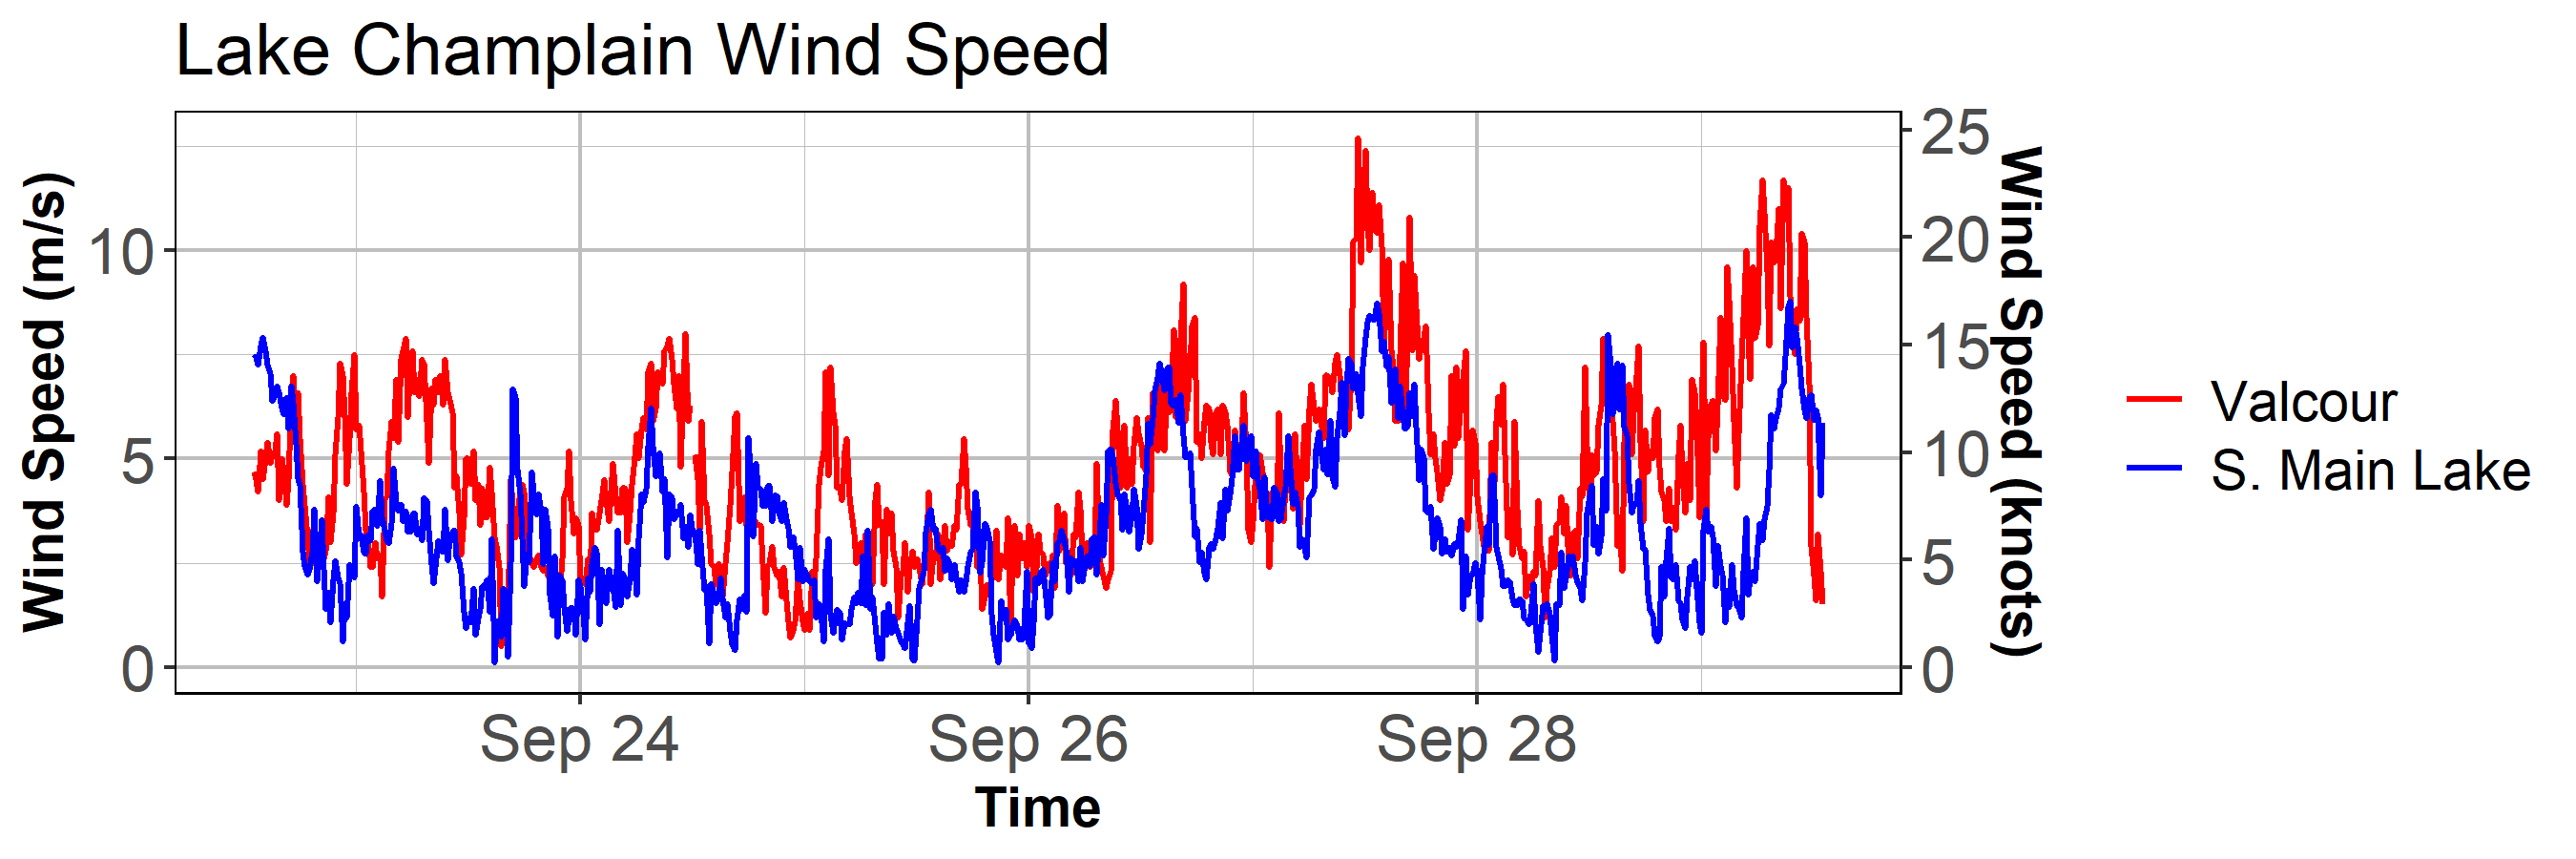 Lake Champlain Wind Speed
Wind Speed (m/s)
10
5
0
25
20
15
10
5
0
Wind Speed (knots)
Sep 24
Sep 26
Sep 28
Time
Valcour
S. Main Lake